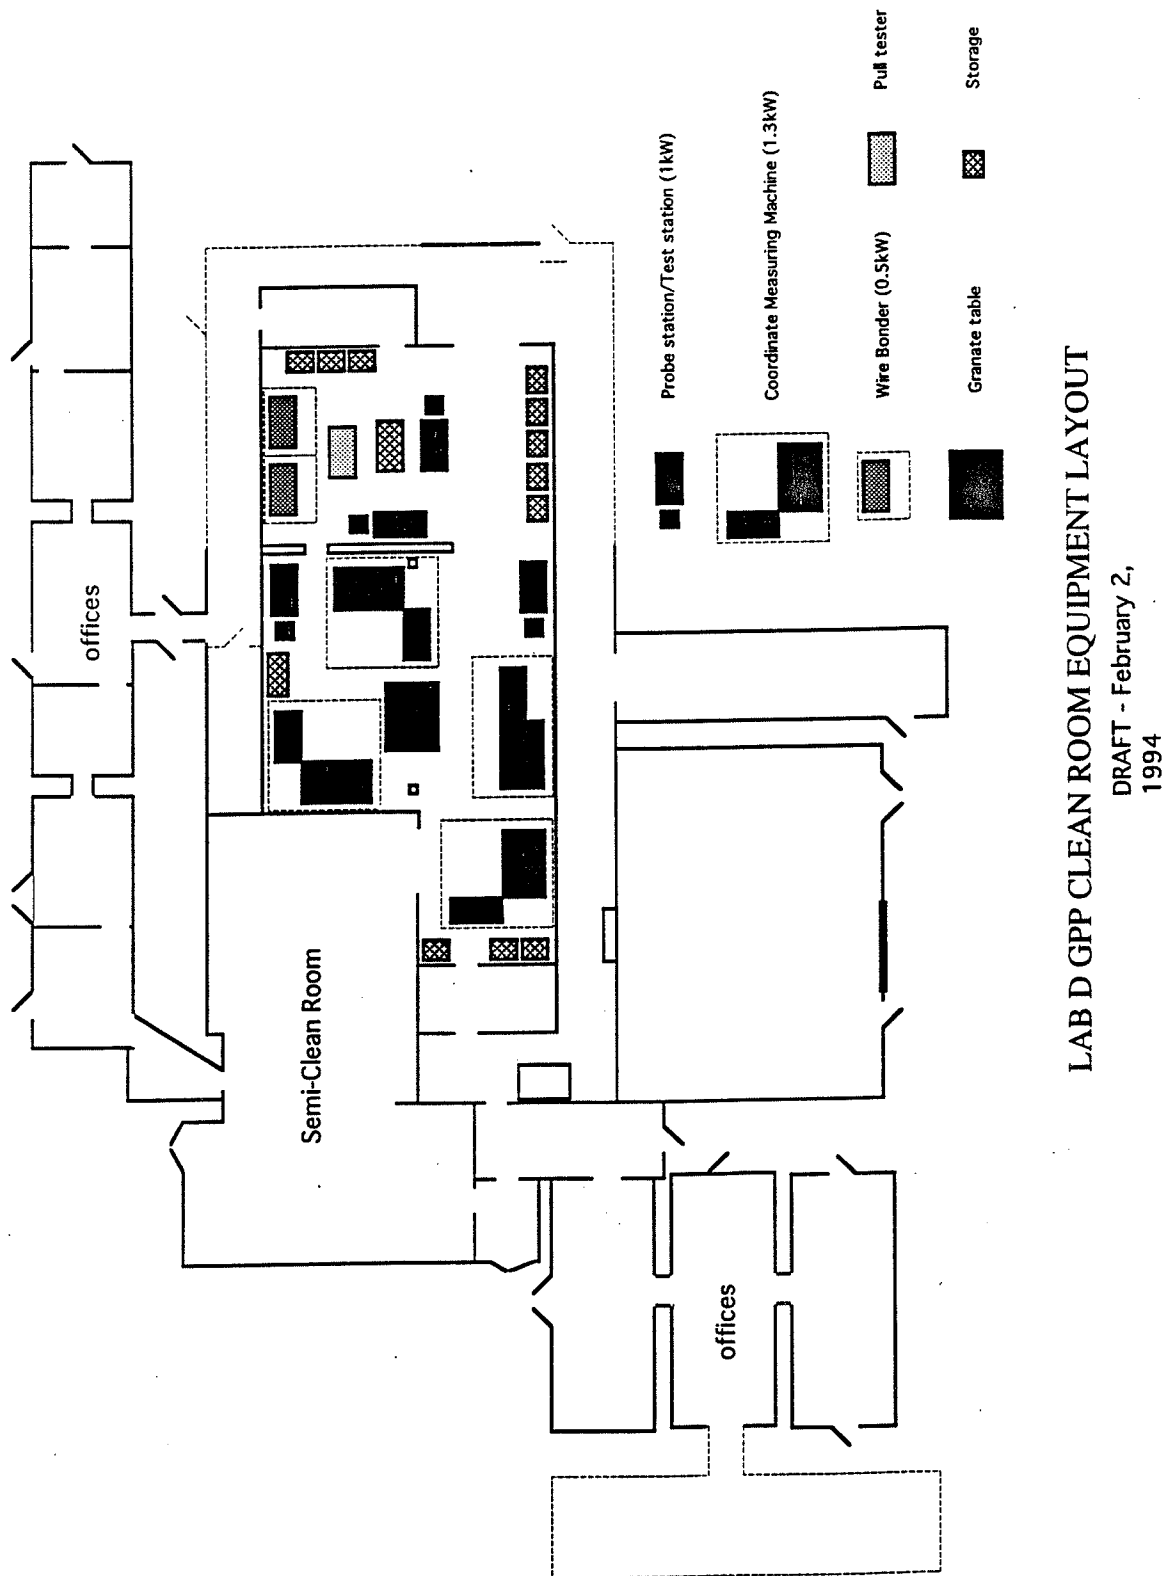 offices
Semi-Clean Room
offices
Probe station/Test station (1kW)
Coordinate Measuring Machine (1.3kW)
Wire Bonder (0.5kW)
Pull tester
Granate table
Storage
LAB D GPP CLEAN ROOM EQUIPMENT LAYOUT
DRAFT - February 2,
1994